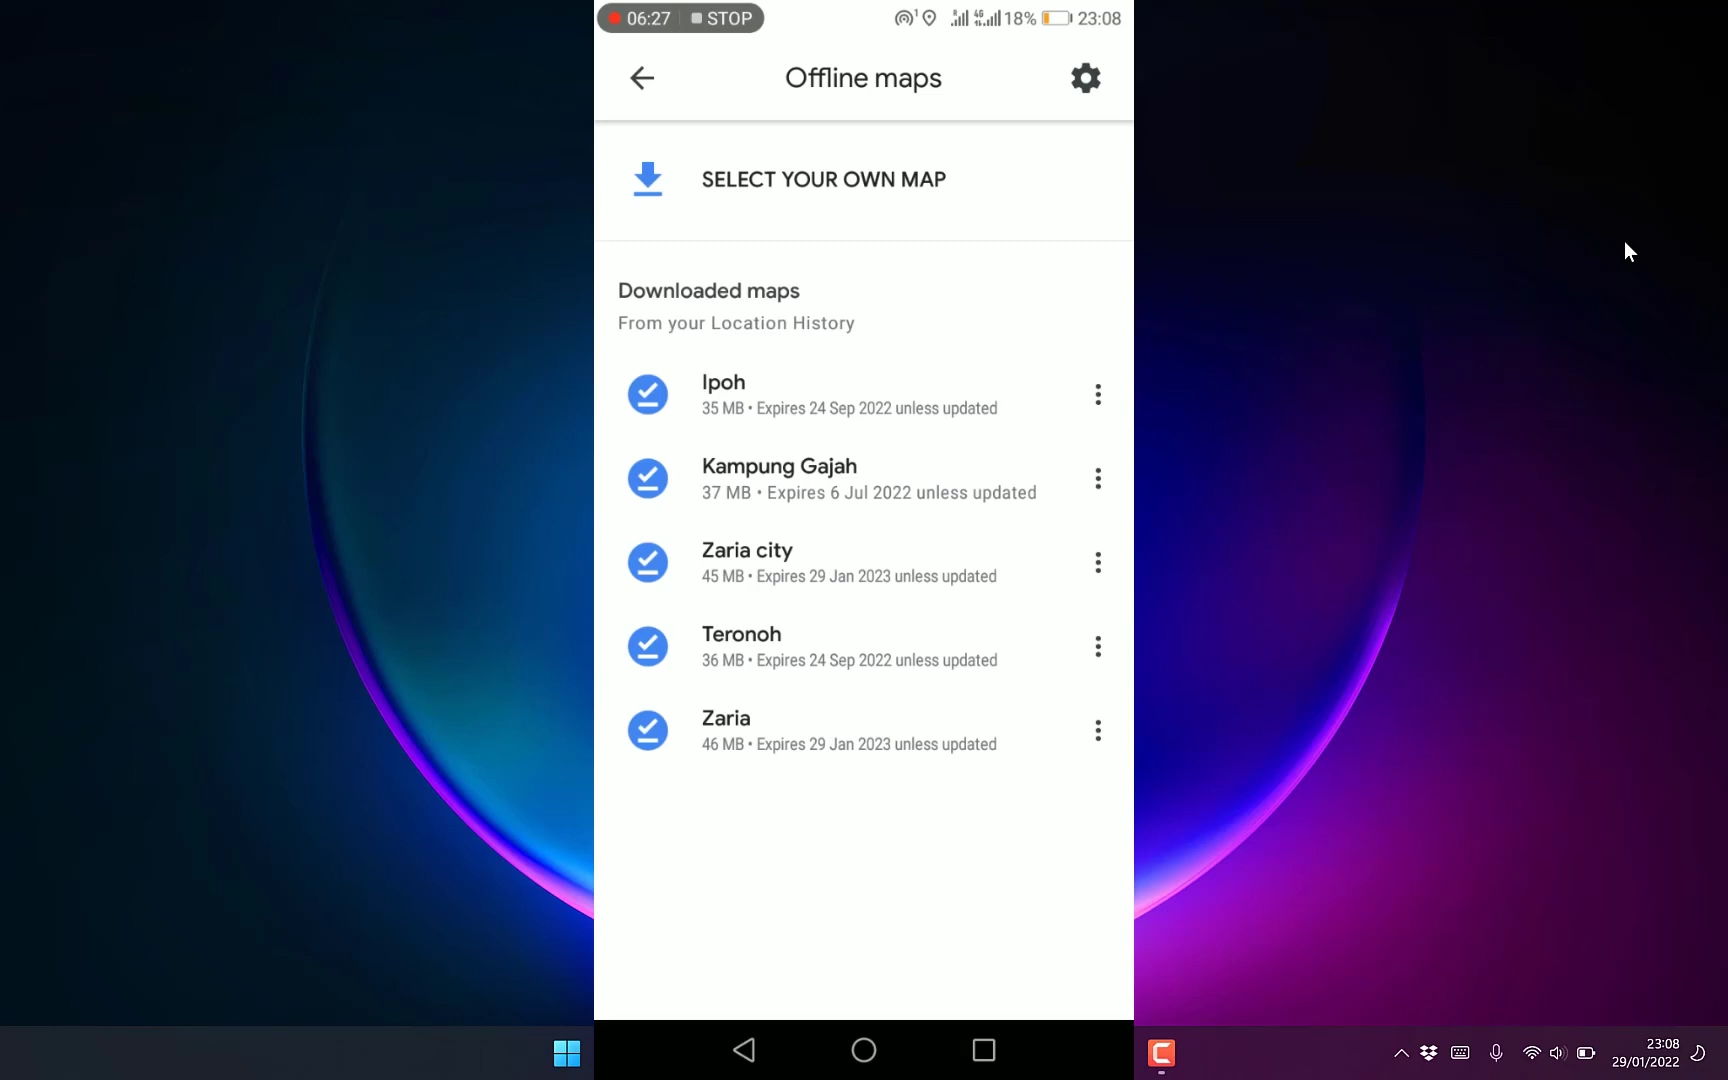 06:27 STOP
18% 23:08
Offline maps
SELECT YOUR OWN MAP
Downloaded maps
From your Location History
Ipoh
35 MB • Expires 24 Sep 2022 unless updated
Kampung Gajah
37 MB • Expires 6 Jul 2022 unless updated
Zaria city
45 MB • Expires 29 Jan 2023 unless updated
Teronoh
36 MB • Expires 24 Sep 2022 unless updated
Zaria
46 MB • Expires 29 Jan 2023 unless updated
23:08
29/01/2022